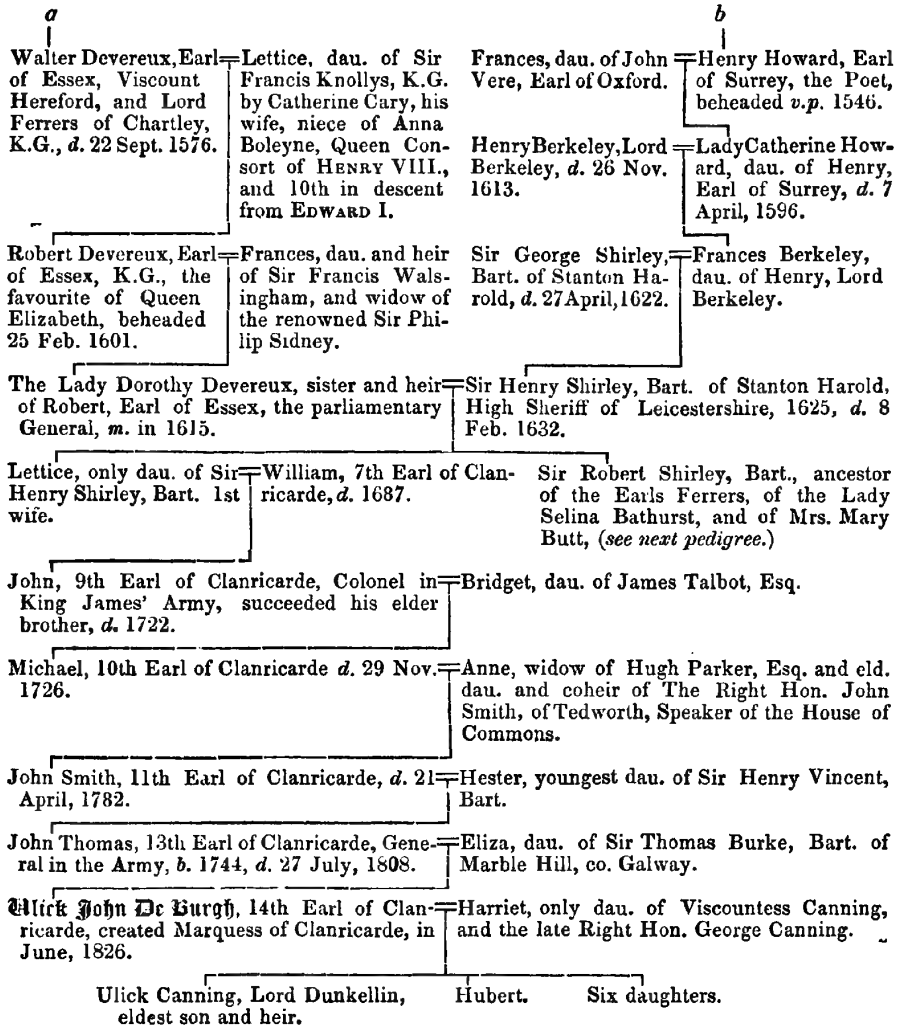 a
b
Walter Devereux, Earl
of Essex, Viscount
Hereford, and Lord
Ferrers of Chartley,
K.G., d. 22 Sept. 1576.
Lettice, dau. of Sir
Francis Knollys, K.G.
by Catherine Cary, his
wife, niece of Anna
Boleyne, Queen Con-
sort of HENRY VIII.,
and 10th in descent
from EDWARD I.
Frances, dau. of John
Vere, Earl of Oxford.
Henry Howard, Earl
of Surrey, the Poet,
beheaded v.p. 1546.
Henry Berkeley, Lord
Berkeley, d. 26 Nov.
1613.
Lady Catherine How-
ard, dau. of Henry,
Earl of Surrey, d. 7
April, 1596.
Robert Devereux, Earl
of Essex, K.G., the
favourite of Queen
Elizabeth, beheaded
25 Feb. 1601.
Frances, dau. and heir
of Sir Francis Wals-
ingham, and widow of
the renowned Sir Phi-
lip Sidney.
Sir George Shirley,
Bart. of Stanton Ha-
rold, d. 27 April, 1622.
Frances Berkeley,
dau. of Henry, Lord
Berkeley.
The Lady Dorothy Devereux, sister and heir
of Robert, Earl of Essex, the parliamentary
General, m. in 1615.
Sir Henry Shirley, Bart. of Stanton Harold,
High Sheriff of Leicestershire, 1625, d. 8
Feb. 1632.
Lettice, only dau. of Sir
Henry Shirley, Bart. 1st
wife.
William, 7th Earl of Clan-
ricarde, d. 1687.
Sir Robert Shirley, Bart., ancestor
of the Earls Ferrers, of the Lady
Selina Bathurst, and of Mrs. Mary
Butt, (see next pedigree.)
John, 9th Earl of Clanricarde, Colonel in
King James' Army, succeeded his elder
brother, d. 1722.
Bridget, dau. of James Talbot, Esq.
Michael, 10th Earl of Clanricarde d. 29 Nov.
1726.
Anne, widow of Hugh Parker, Esq. and eld.
dau. and coheir of The Right Hon. John
Smith, of Tedworth, Speaker of the House of
Commons.
John Smith, 11th Earl of Clanricarde, d. 21
April, 1782.
Hester, youngest dau. of Sir Henry Vincent,
Bart.
John Thomas, 13th Earl of Clanricarde, Gene-
ral in the Army, b. 1744, d. 27 July, 1808.
Eliza, dau. of Sir Thomas Burke, Bart. of
Marble Hill, co. Galway.
Ulick John De Burgh, 14th Earl of Clan-
ricarde, created Marquess of Clanricarde, in
June, 1826.
Harriet, only dau. of Viscountess Canning,
and the late Right Hon. George Canning.
Ulick Canning, Lord Dunkellin,
eldest son and heir.
Hubert.
Six daughters.